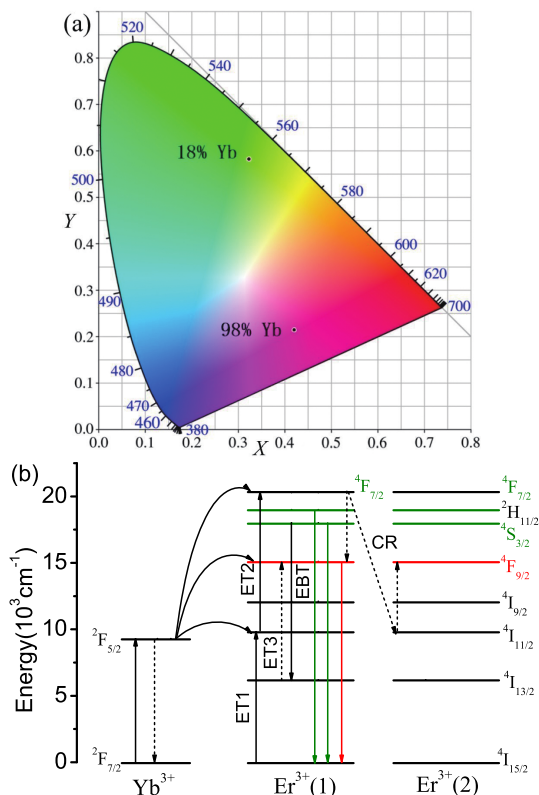 (a)
520
0.8
540
0.7
560
0.6
18% Yb
500
580
0.5
Y
0.4
600
620
0.3
490
700
98% Yb
0.2
480
0.1
470
460
0.0
380
0.0 0.1 0.2 0.3 0.4 0.5 0.6 0.7 0.8
X
(b)
Energy(10³cm⁻¹)
20
15
10
5
0
²F₅/₂
²F₇/₂
Yb³⁺
ET1
ET2
ET3
EBT
⁴F₇/₂
CR
Er³⁺(1)
⁴F₇/₂
²H₁₁/₂
⁴S₃/₂
⁴F₉/₂
⁴I₉/₂
⁴I₁₁/₂
⁴I₁₃/₂
⁴I₁₅/₂
Er³⁺(2)